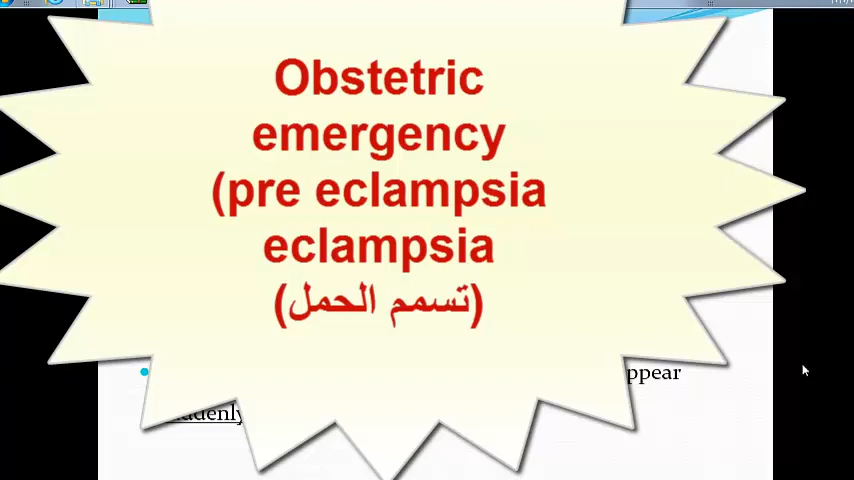 Obstetric
emergency
(pre eclampsia
eclampsia
(تسمم الحمل)